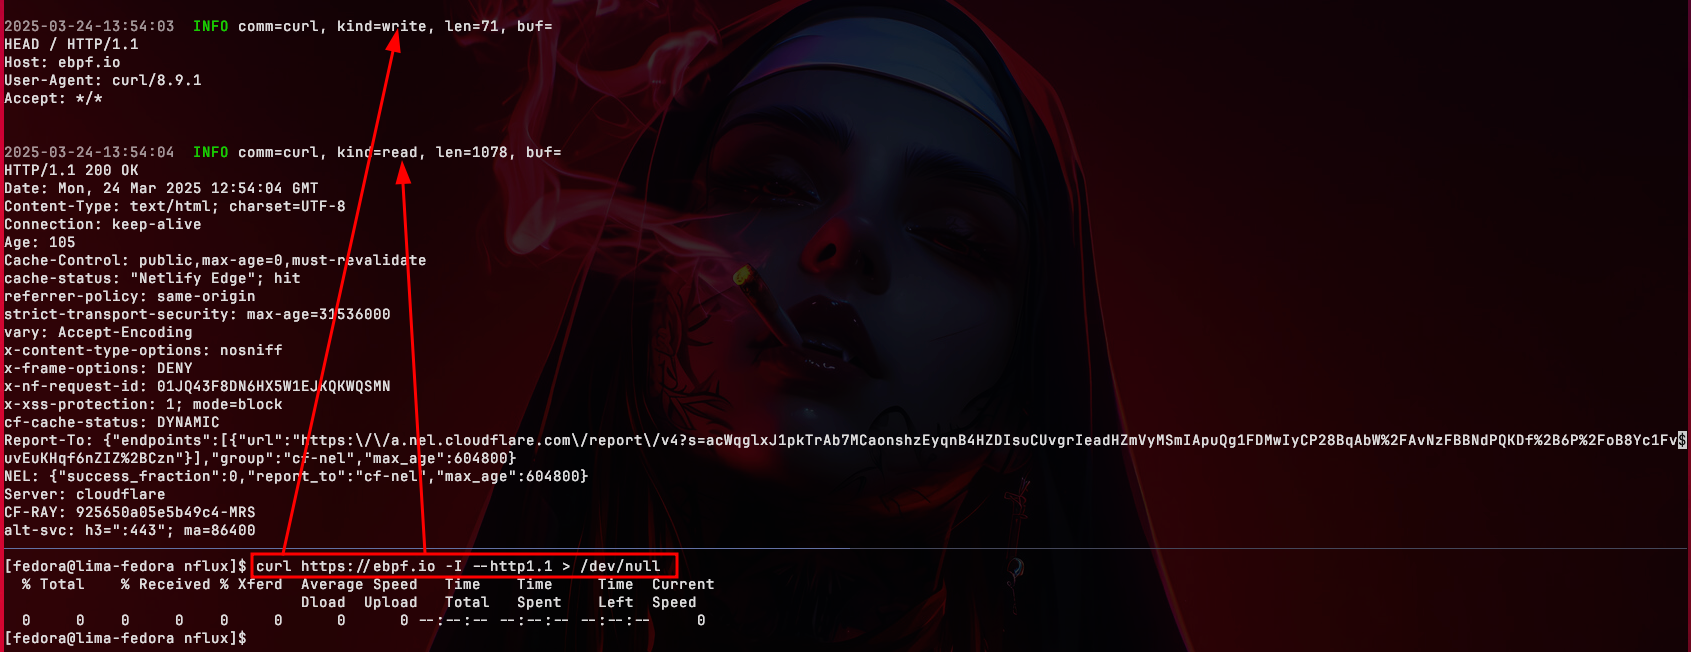 2025-03-24-13:54:03  INFO comm=curl, kind=write, len=71, buf=
HEAD / HTTP/1.1
Host: ebpf.io
User-Agent: curl/8.9.1
Accept: */*
2025-03-24-13:54:04  INFO comm=curl, kind=read, len=1078, buf=
HTTP/1.1 200 OK
Date: Mon, 24 Mar 2025 12:54:04 GMT
Content-Type: text/html; charset=UTF-8
Connection: keep-alive
Age: 105
Cache-Control: public,max-age=0,must-revalidate
cache-status: "Netlify Edge"; hit
referrer-policy: same-origin
strict-transport-security: max-age=31536000
vary: Accept-Encoding
x-content-type-options: nosniff
x-frame-options: DENY
x-nf-request-id: 01JQ43F8DN6HX5W1EJKQKWQSMN
x-xss-protection: 1; mode=block
cf-cache-status: DYNAMIC
Report-To: {"endpoints":[{"url":"https:\/\/a.nel.cloudflare.com\/report\/v4?s=acWqglxJ1pkTrAb7MCaonshzEyqnB4HZDIsuCUvgrIeadHZmVyMSmIApuQg1FDMwIyCP28BqAbW%2FAvNzFBBNdPQKDf%2B6P%2FoB8Yc1Fv$
uvEuKHqf6nZIZ%2BCzn"}],"group":"cf-nel","max_age":604800}
NEL: {"success_fraction":0,"report_to":"cf-nel","max_age":604800}
Server: cloudflare
CF-RAY: 925650a05e5b49c4-MRS
alt-svc: h3=":443"; ma=86400
[fedora@lima-fedora nflux]$ curl https://ebpf.io -I --http1.1 > /dev/null
  % Total    % Received % Xferd  Average Speed   Time    Time     Time  Current
                                 Dload  Upload   Total   Spent    Left  Speed
  0     0    0     0    0     0      0      0 --:--:-- --:--:-- --:--:--     0
[fedora@lima-fedora nflux]$